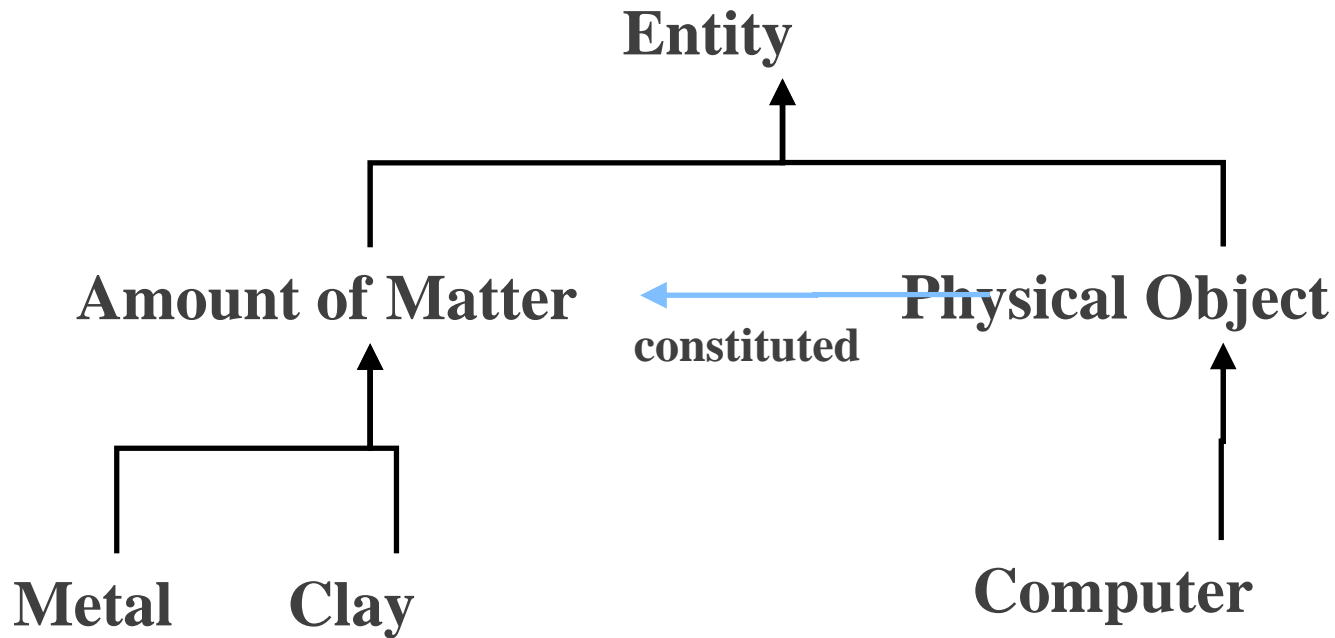 Entity
Amount of Matter
Physical Object
constituted
Metal
Clay
Computer